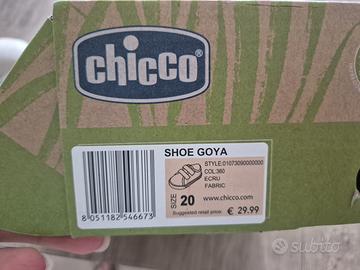 chicco
SHOE GOYA
STYLE:01073090000000
COL:360
ECRU
FABRIC
SIZE 20 www.chicco.com
Suggested retail price: € 29.99
8 051182 546673
subito